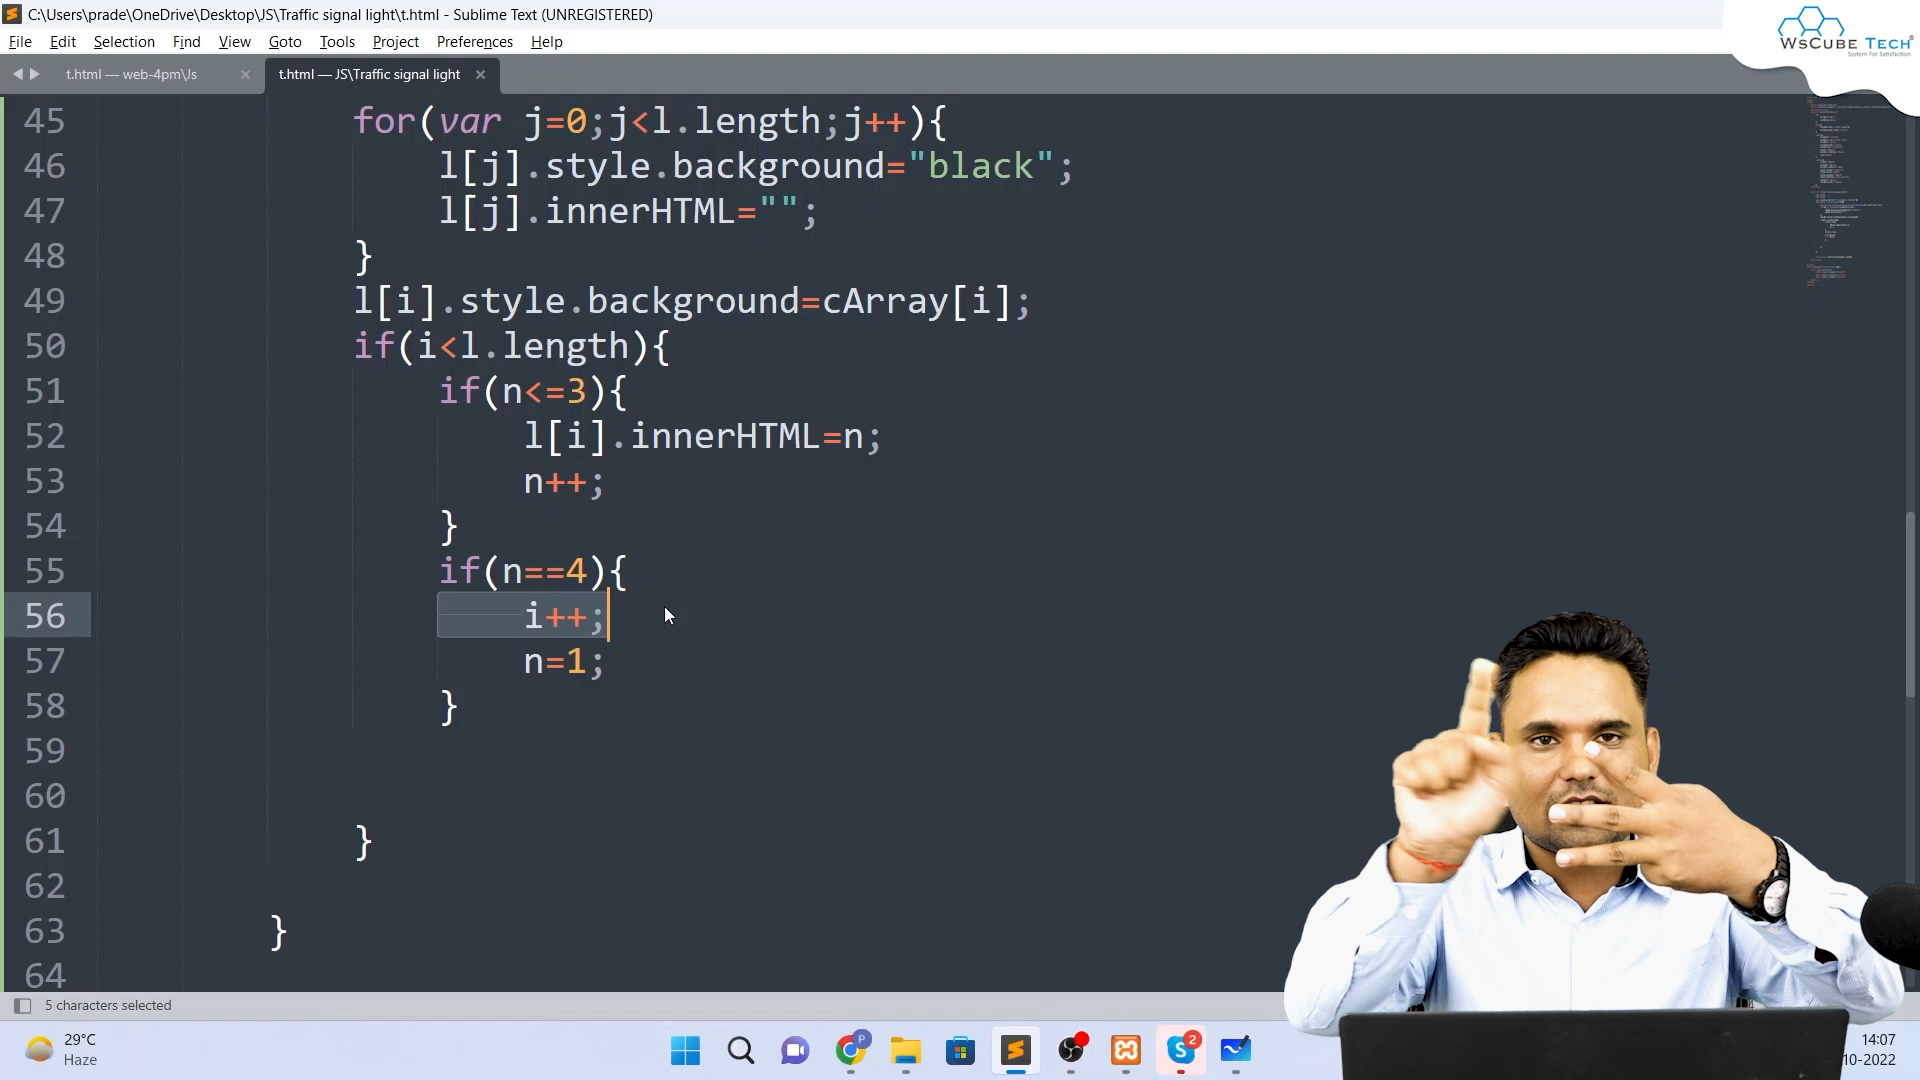 C:\Users\prade\OneDrive\Desktop\JS\Traffic signal light\t.html - Sublime Text (UNREGISTERED)
File Edit Selection Find View Goto Tools Project Preferences Help
WsCube Tech
System For Satisfaction
t.html — web-4pm\Js
t.html — JS\Traffic signal light
45 for(var j=0;j<l.length;j++){
46 l[j].style.background="black";
47 l[j].innerHTML="";
48 }
49 l[i].style.background=cArray[i];
50 if(i<l.length){
51 if(n<=3){
52 l[i].innerHTML=n;
53 n++;
54 }
55 if(n==4){
56 i++;
57 n=1;
58 }
59
60
61 }
62
63 }
64
5 characters selected
29°C
Haze
P
S
2
14:07
10-2022